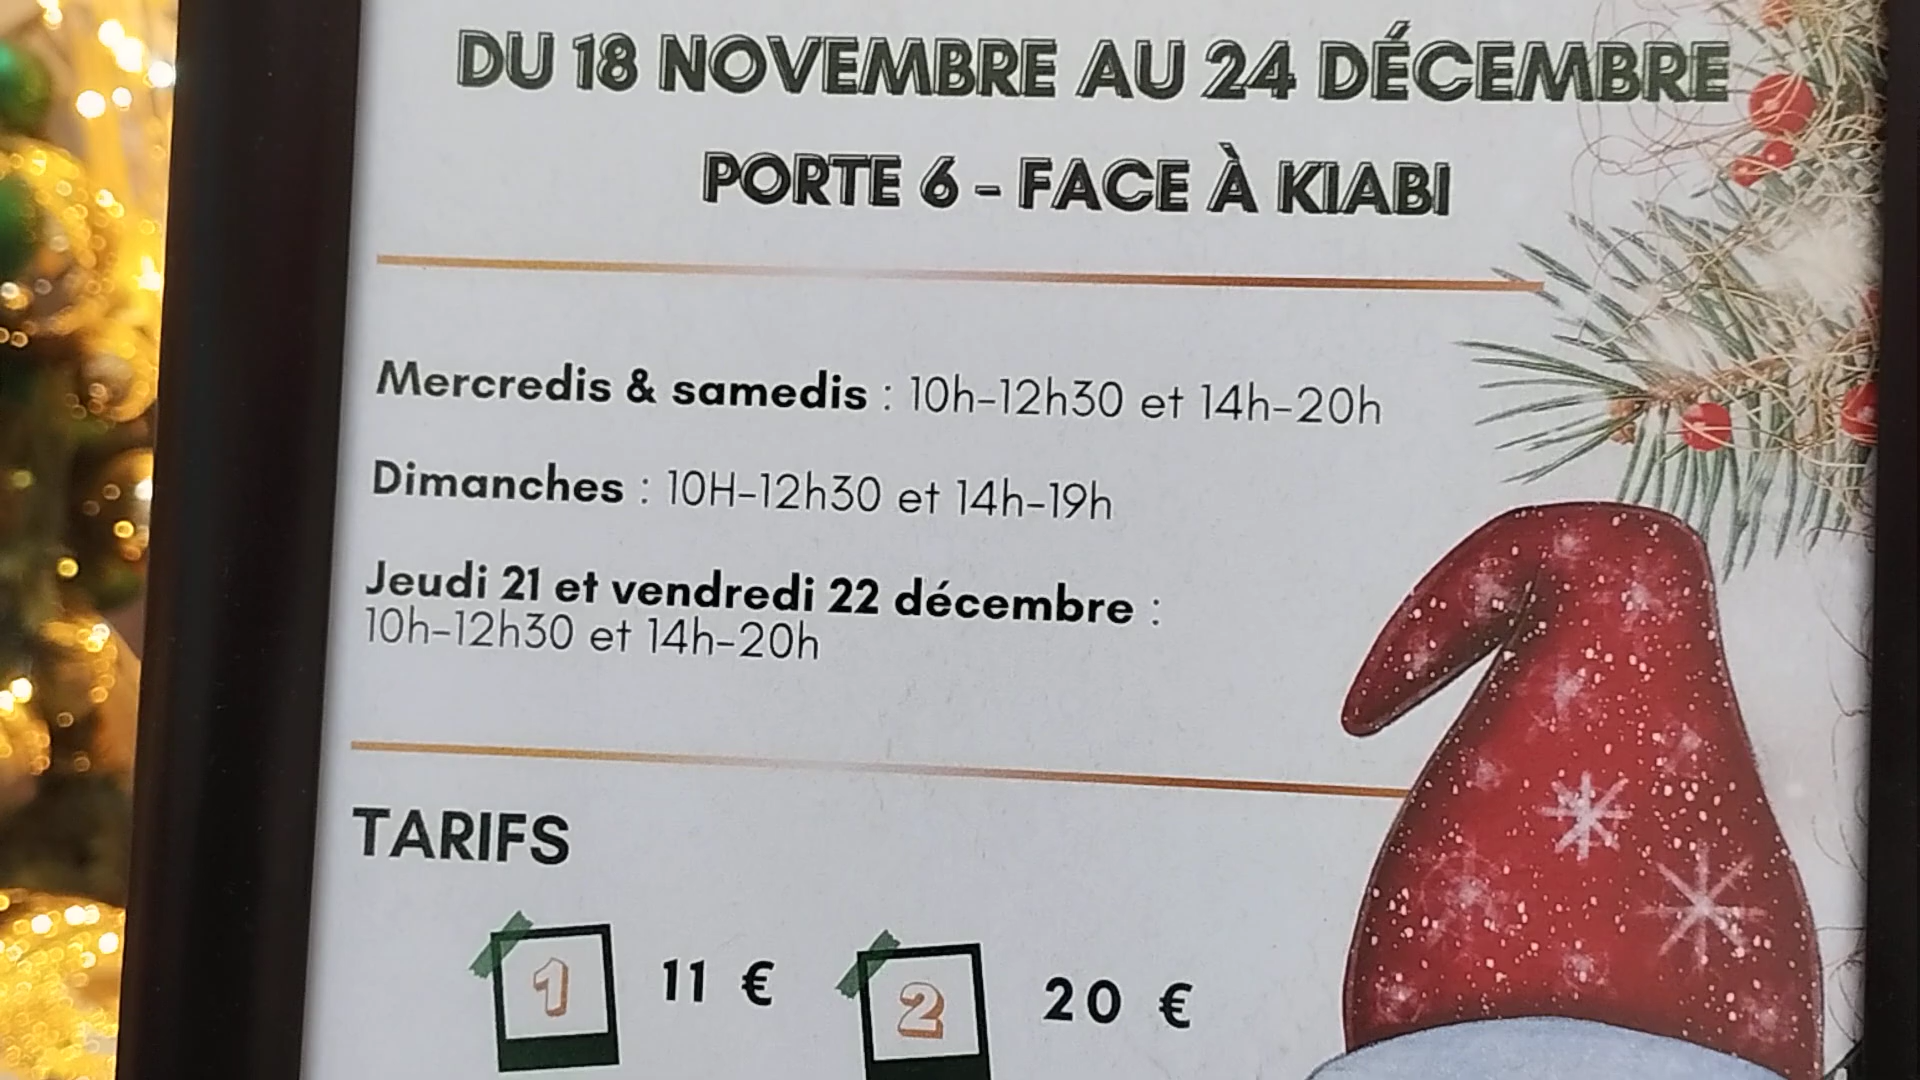 DU 18 NOVEMBRE AU 24 DÉCEMBRE
PORTE 6 - FACE À KIABI
Mercredis & samedis : 10h-12h30 et 14h-20h
Dimanches : 10H-12h30 et 14h-19h
Jeudi 21 et vendredi 22 décembre :
10h-12h30 et 14h-20h
TARIFS
1 11 € 2 20 €